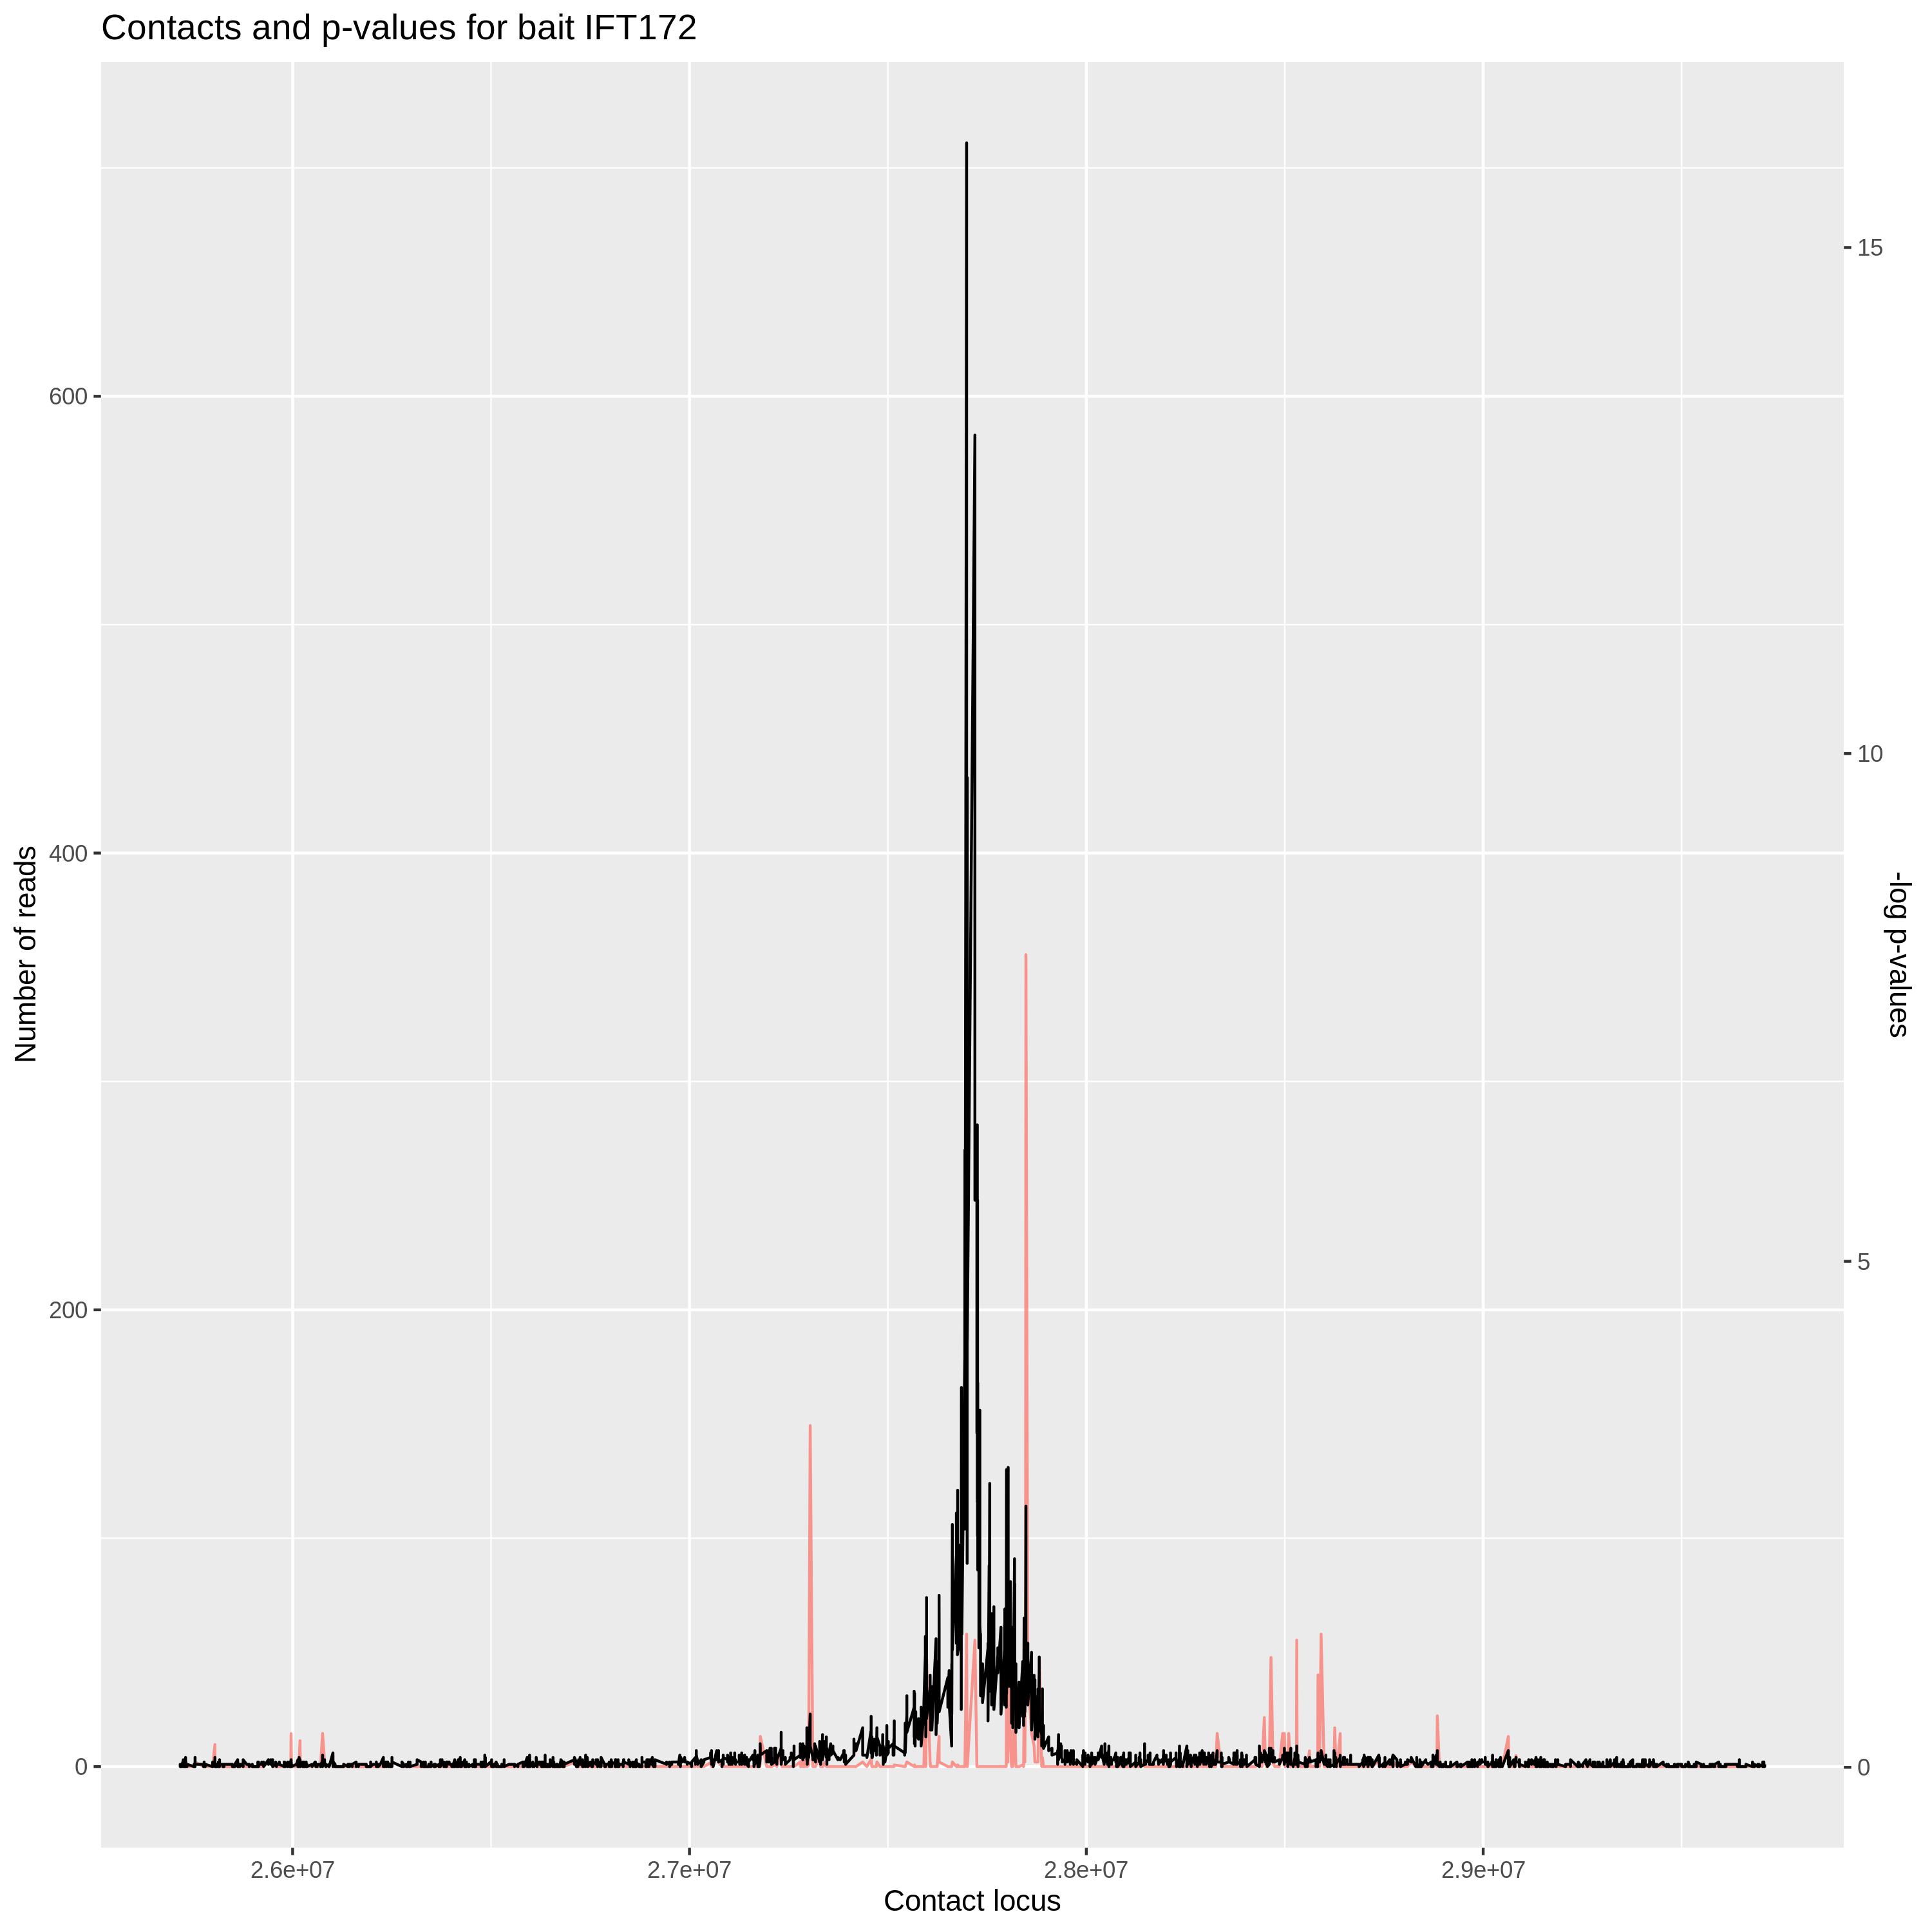 Contacts and p-values for bait IFT172
600
400
200
0
Number of reads
15
10
5
0
-log p-values
2.6e+07 2.7e+07 2.8e+07 2.9e+07
Contact locus